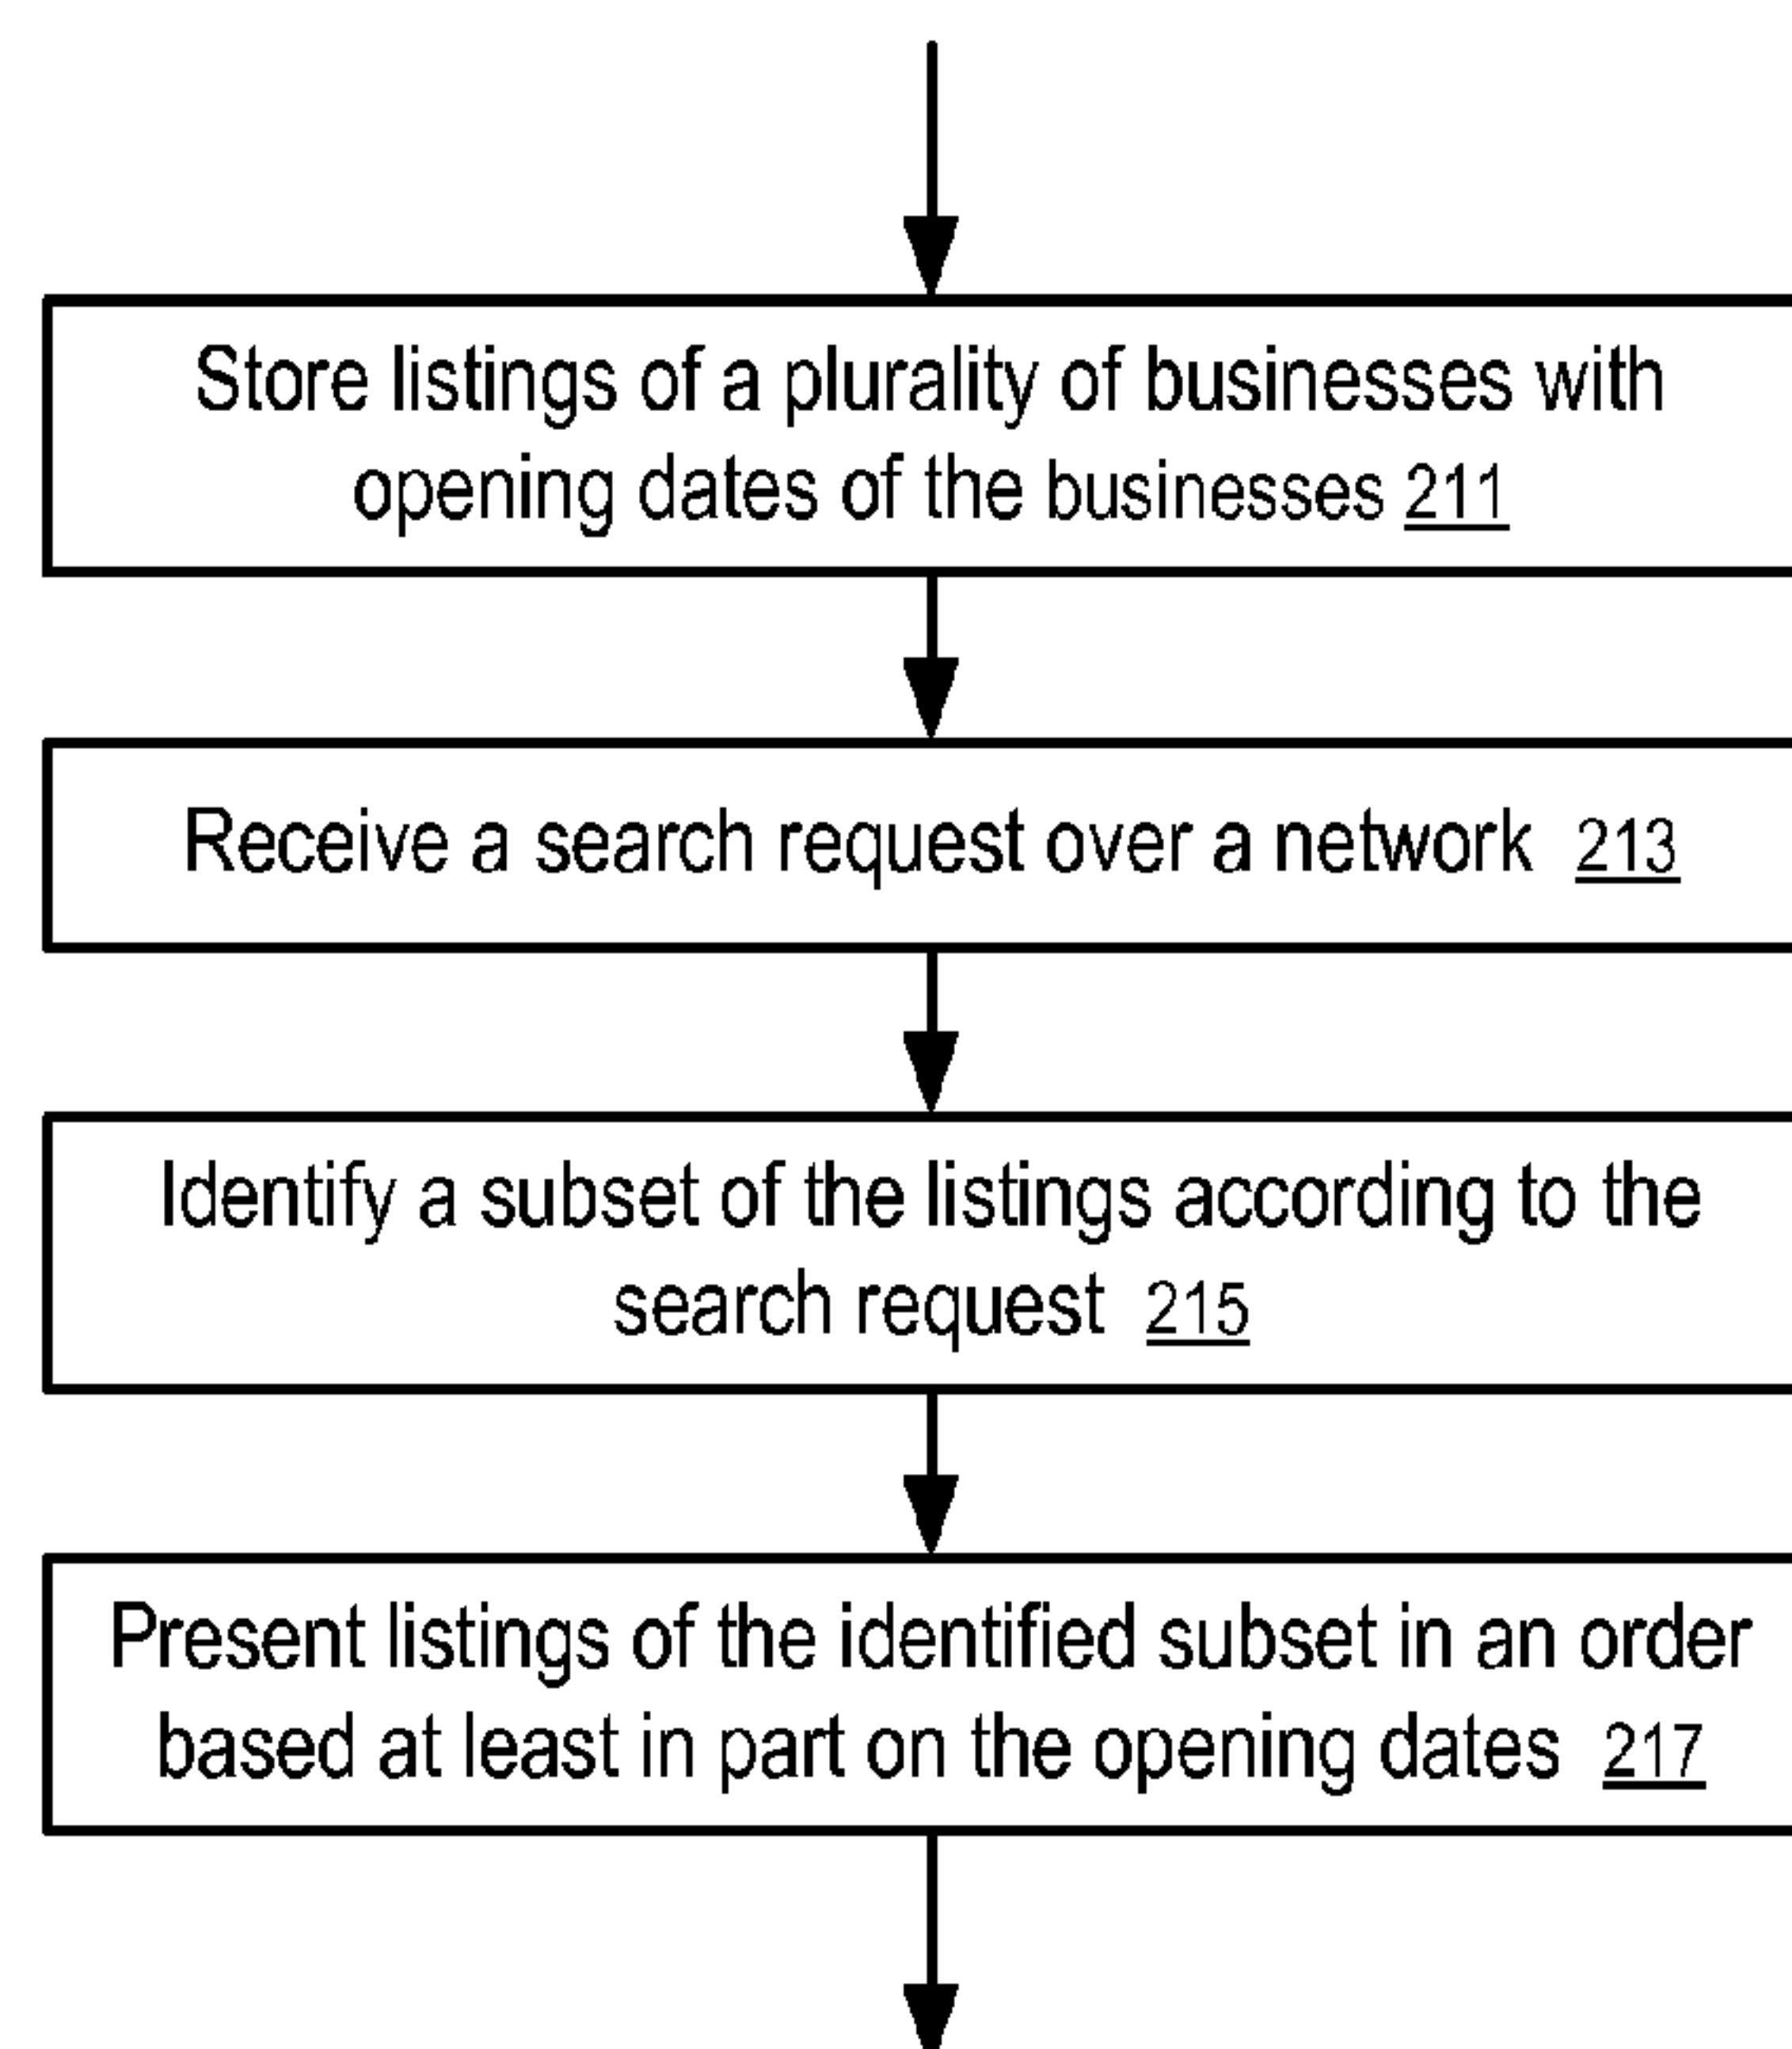 Store listings of a plurality of businesses with
opening dates of the businesses 211
Receive a search request over a network 213
Identify a subset of the listings according to the
search request 215
Present listings of the identified subset in an order
based at least in part on the opening dates 217